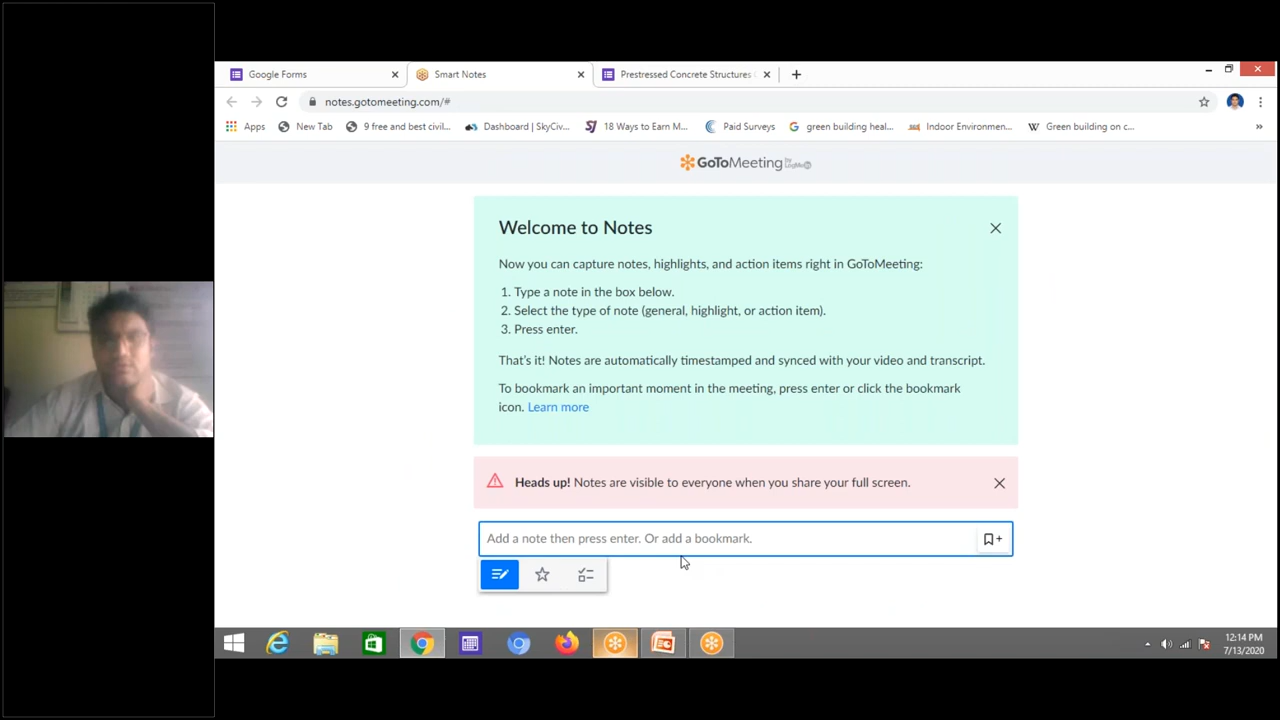 Google Forms
Smart Notes
Prestressed Concrete Structures
notes.gotomeeting.com/#
Apps
New Tab
9 free and best civil...
Dashboard | SkyCiv...
18 Ways to Earn M...
Paid Surveys
green building heal...
Indoor Environmen...
Green building on c...
GoToMeeting by LogMeIn
Welcome to Notes
Now you can capture notes, highlights, and action items right in GoToMeeting:
1. Type a note in the box below.
2. Select the type of note (general, highlight, or action item).
3. Press enter.
That's it! Notes are automatically timestamped and synced with your video and transcript.
To bookmark an important moment in the meeting, press enter or click the bookmark
icon. Learn more
Heads up! Notes are visible to everyone when you share your full screen.
Add a note then press enter. Or add a bookmark.
12:14 PM
7/13/2020